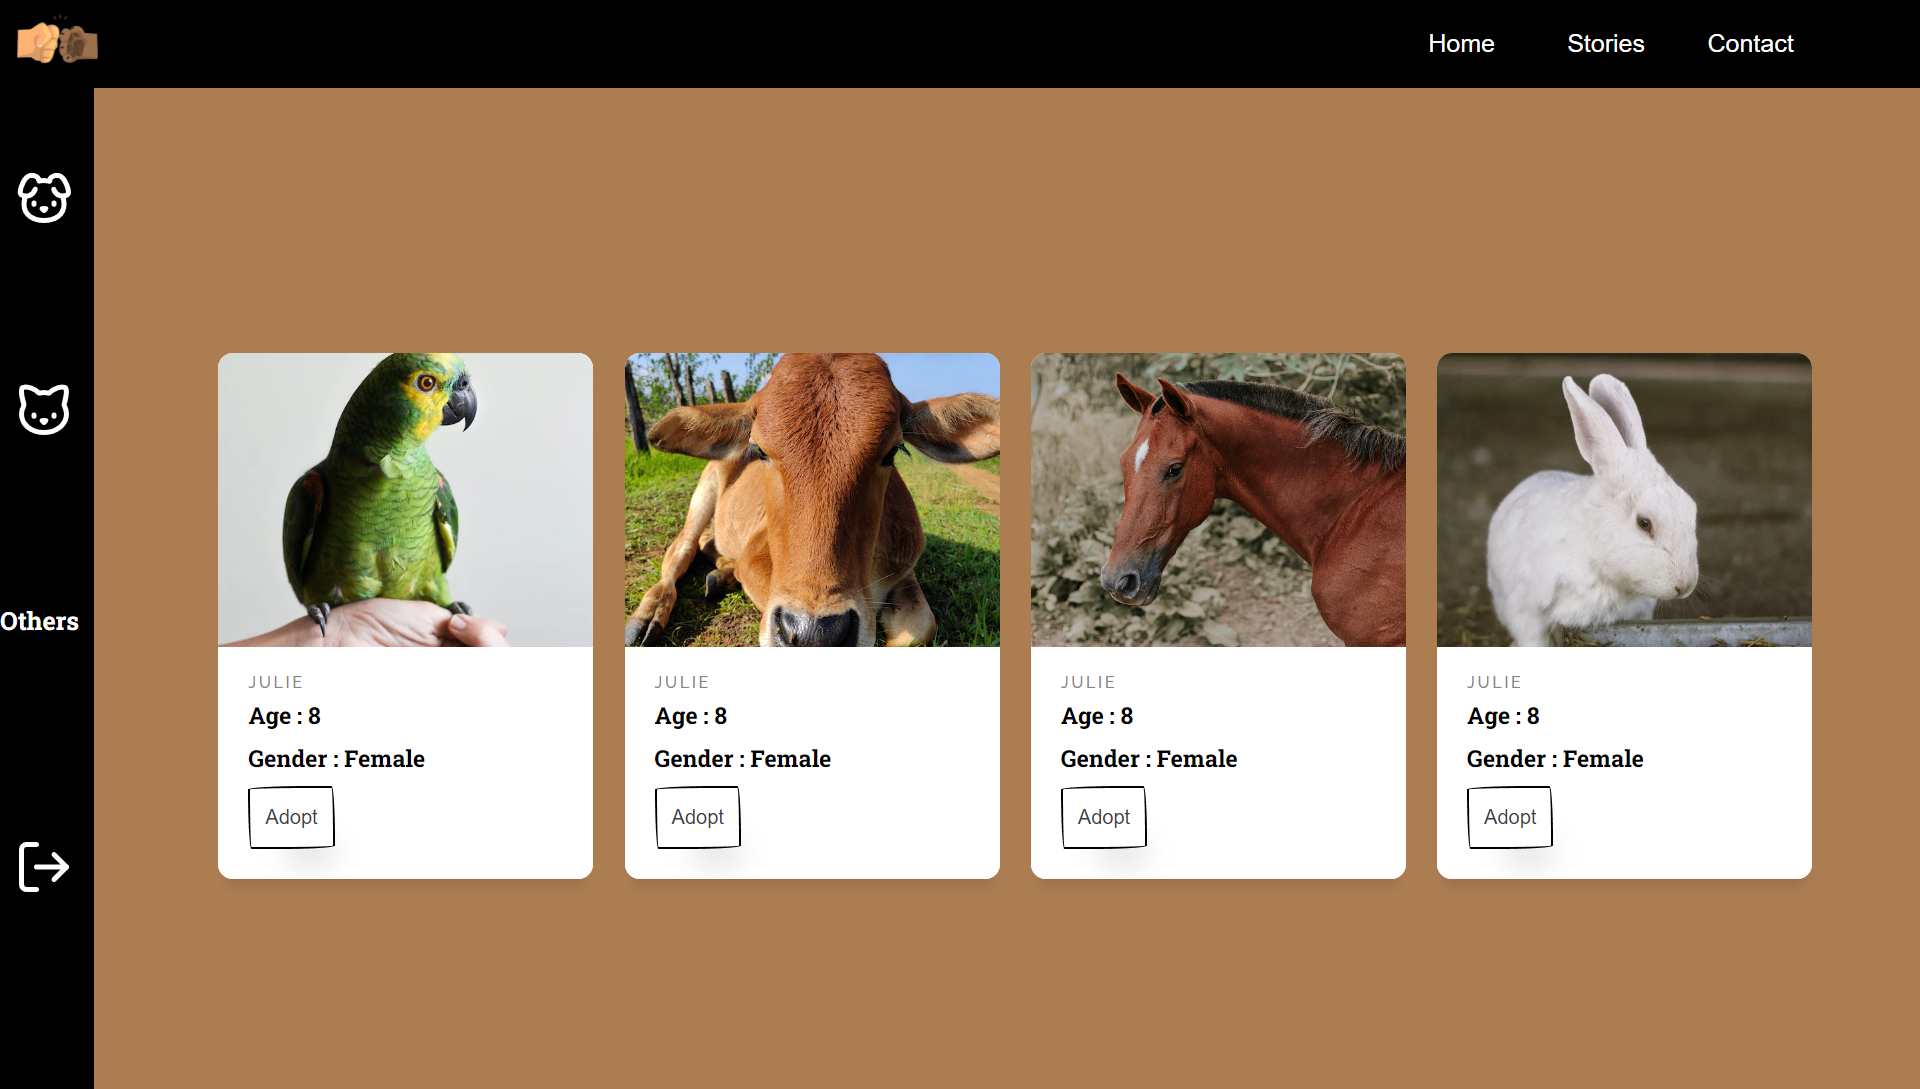 Home
Stories
Contact
Others
JULIE
Age : 8
Gender : Female
Adopt
JULIE
Age : 8
Gender : Female
Adopt
JULIE
Age : 8
Gender : Female
Adopt
JULIE
Age : 8
Gender : Female
Adopt